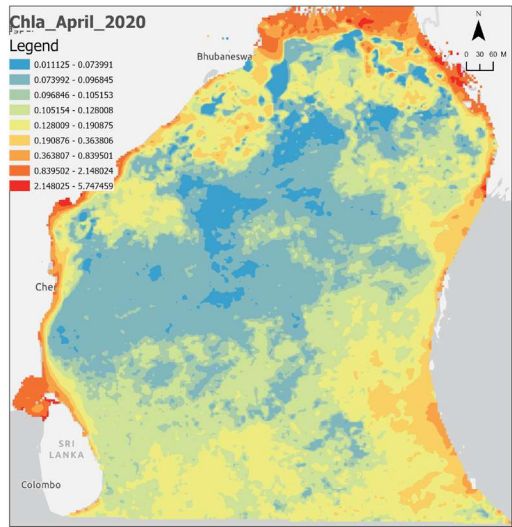 Chla_April_2020
Legend
0.011125 - 0.073991
0.073992 - 0.096845
0.096846 - 0.105153
0.105154 - 0.128008
0.128009 - 0.190875
0.190876 - 0.363806
0.363807 - 0.839501
0.839502 - 2.148024
2.148025 - 5.747459
N
0 30 60 M
Bhubaneswa
Cher
SRI
LANKA
Colombo